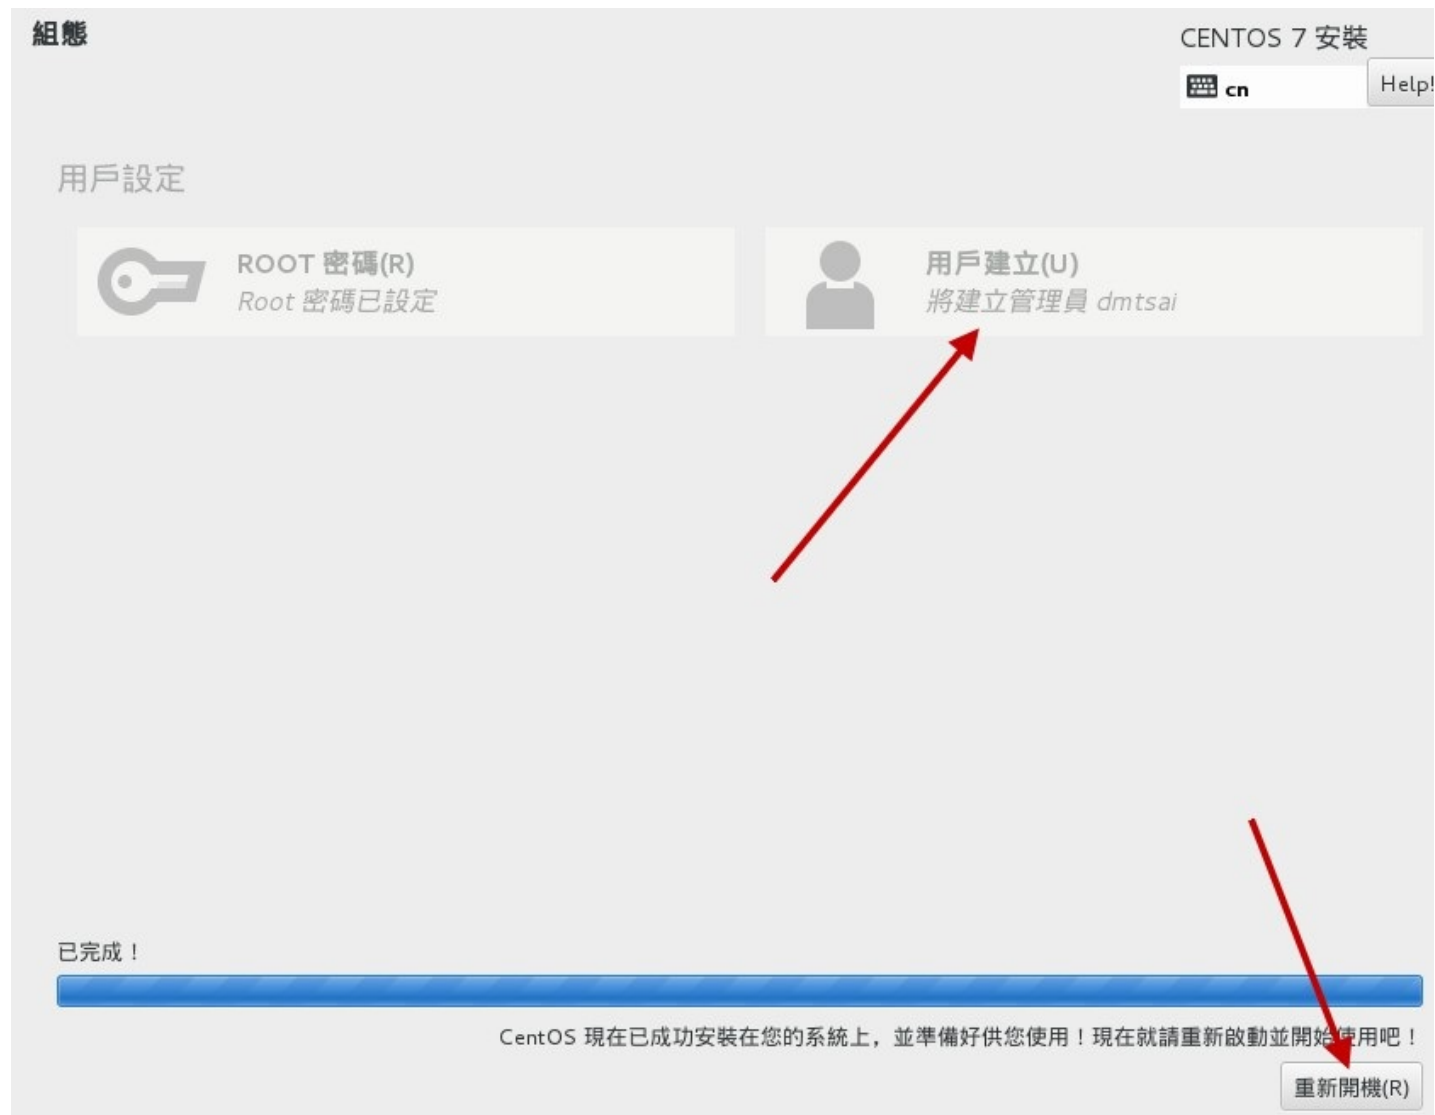 組態
CENTOS 7 安裝
cn
Help!
用戶設定
ROOT 密碼(R)
Root 密碼已設定
用戶建立(U)
將建立管理員 dmtsai
已完成！
CentOS 現在已成功安裝在您的系統上，並準備好供您使用！現在就請重新啟動並開始使用吧！
重新開機(R)